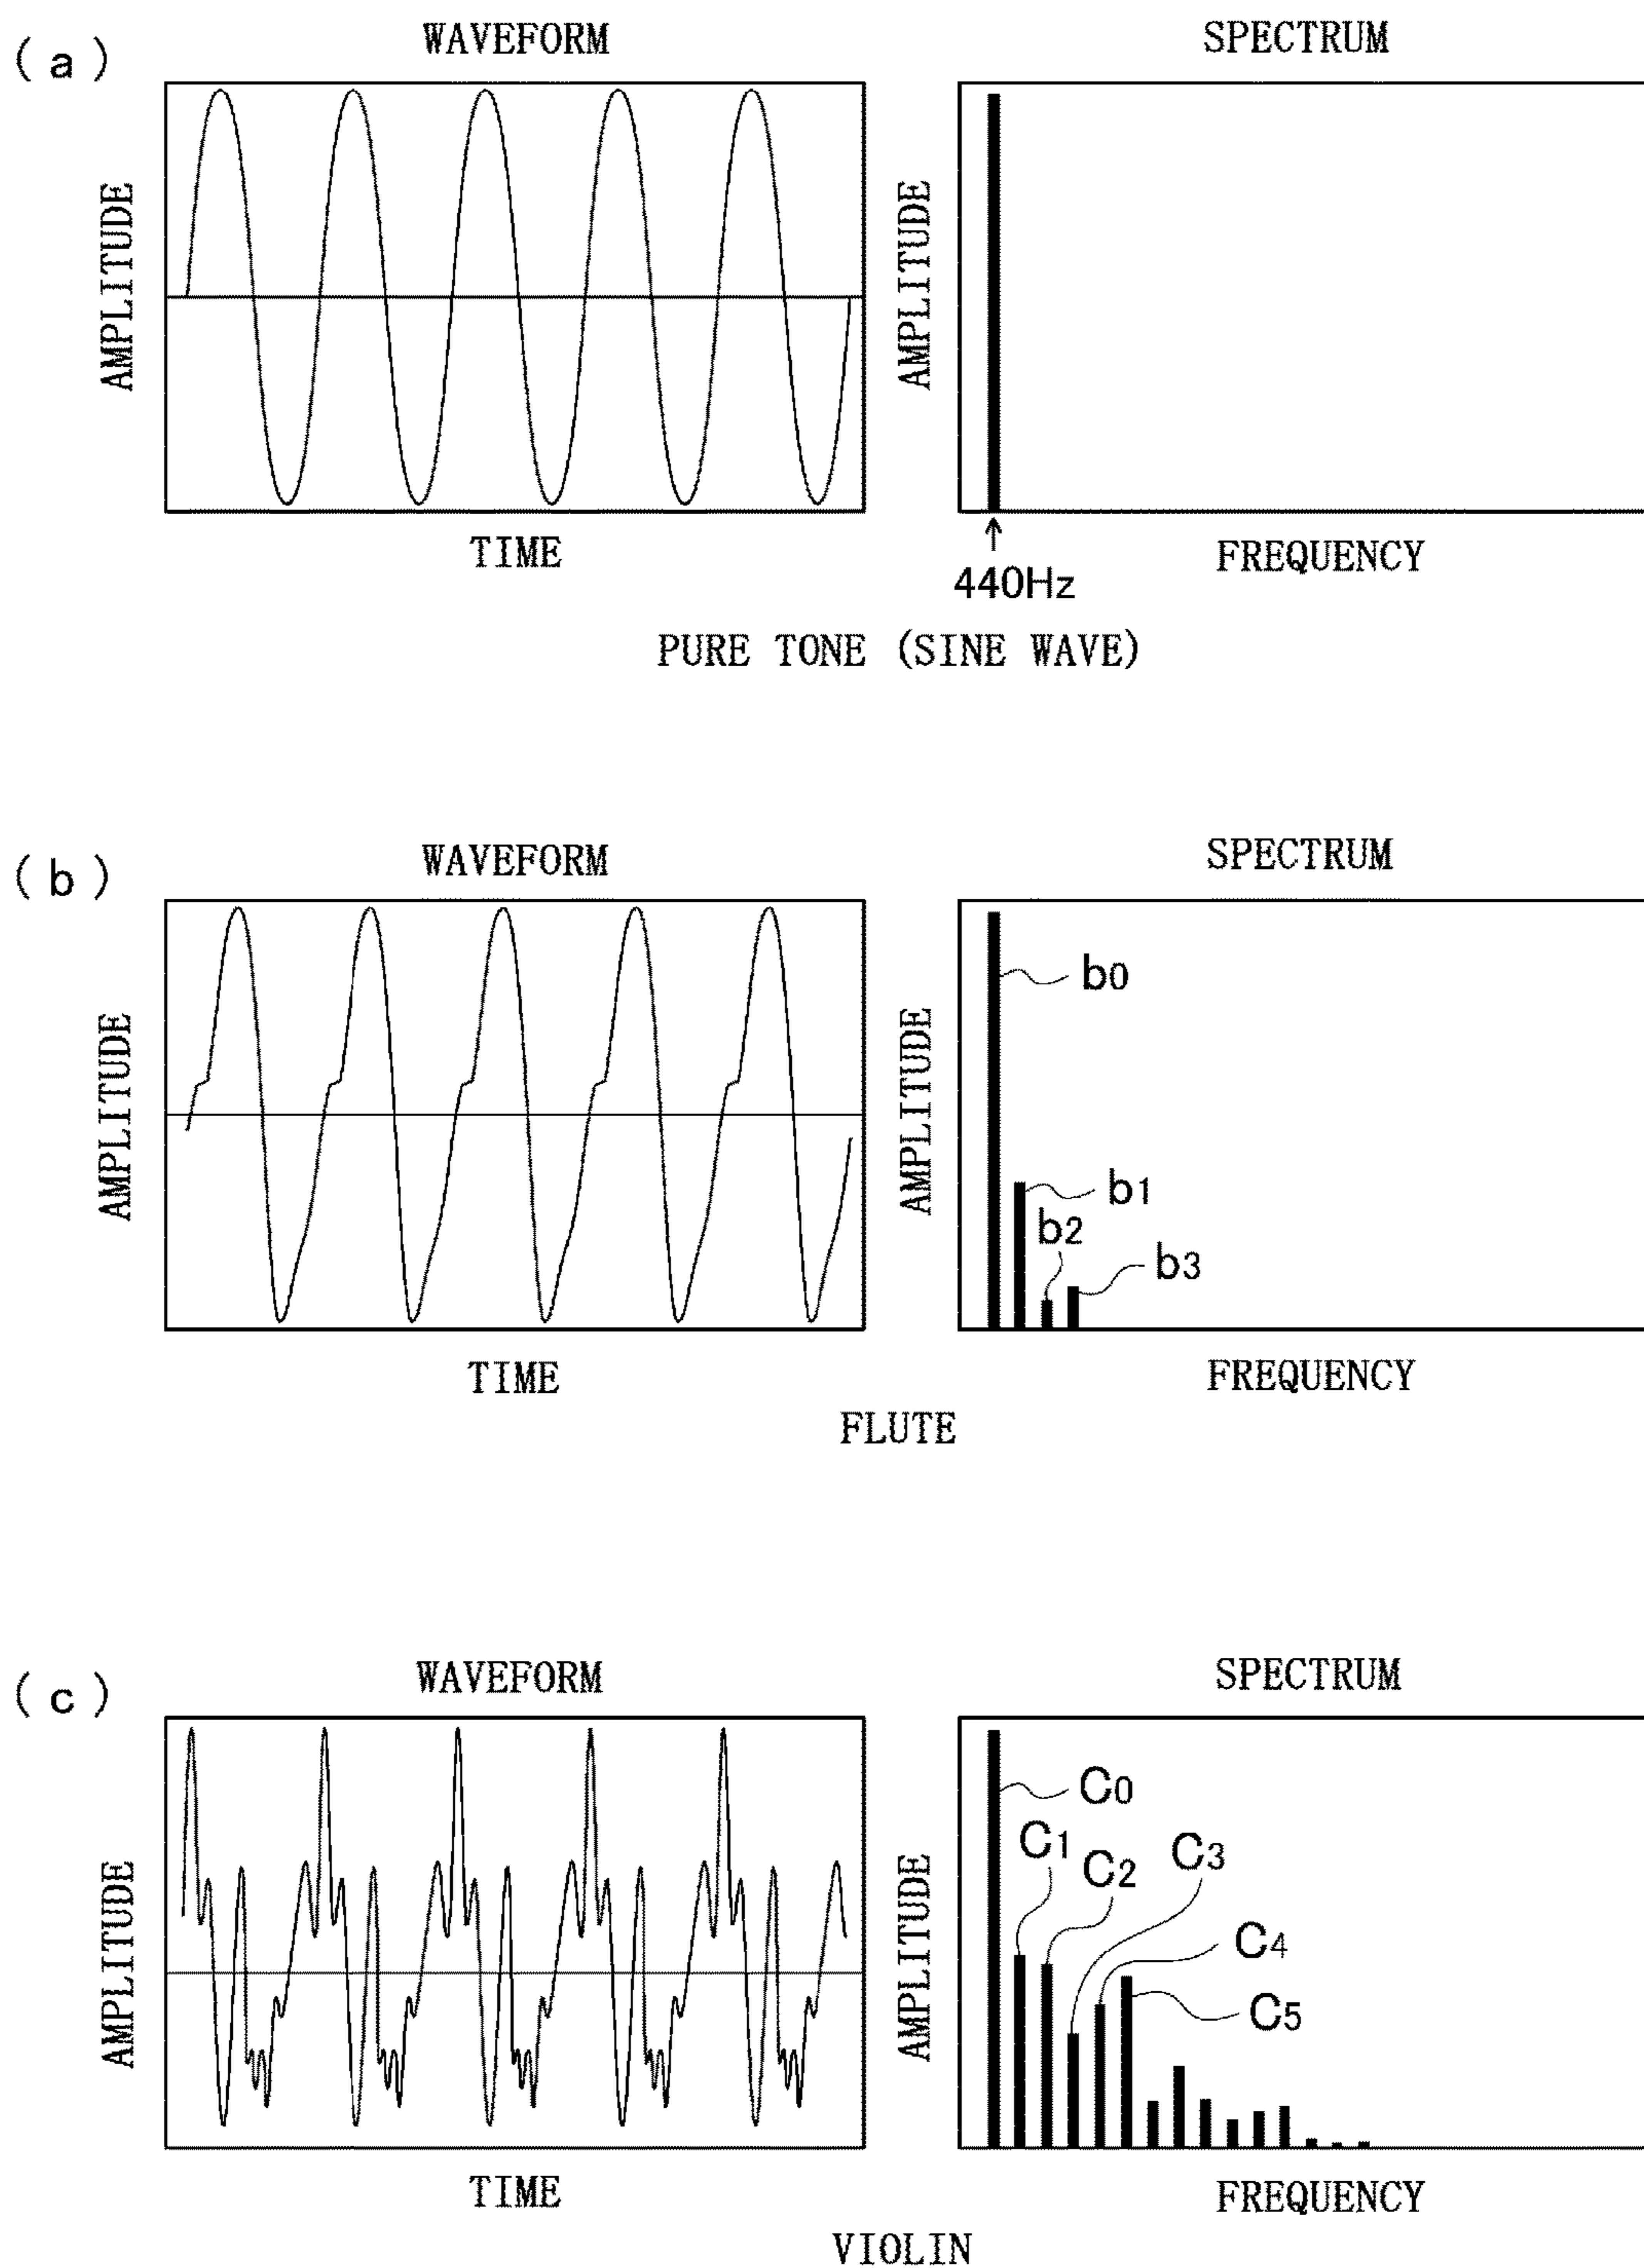 (a)
WAVEFORM
SPECTRUM
AMPLITUDE
AMPLITUDE
TIME
FREQUENCY
440Hz
PURE TONE (SINE WAVE)
(b)
WAVEFORM
SPECTRUM
AMPLITUDE
AMPLITUDE
b0
b1
b2
b3
TIME
FREQUENCY
FLUTE
(c)
WAVEFORM
SPECTRUM
AMPLITUDE
AMPLITUDE
C0
C1
C2
C3
C4
C5
TIME
FREQUENCY
VIOLIN